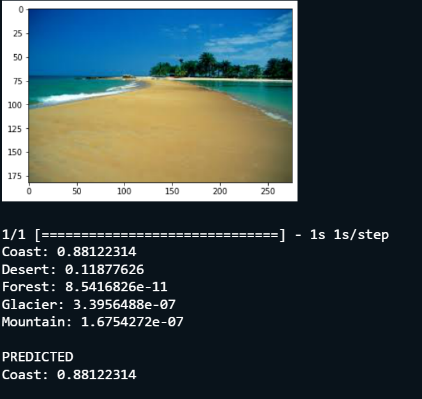 0
25
50
75
100
125
150
175
0 50 100 150 200 250
1/1 [==============================] - 1s 1s/step
Coast: 0.88122314
Desert: 0.11877626
Forest: 8.5416826e-11
Glacier: 3.3956488e-07
Mountain: 1.6754272e-07
PREDICTED
Coast: 0.88122314